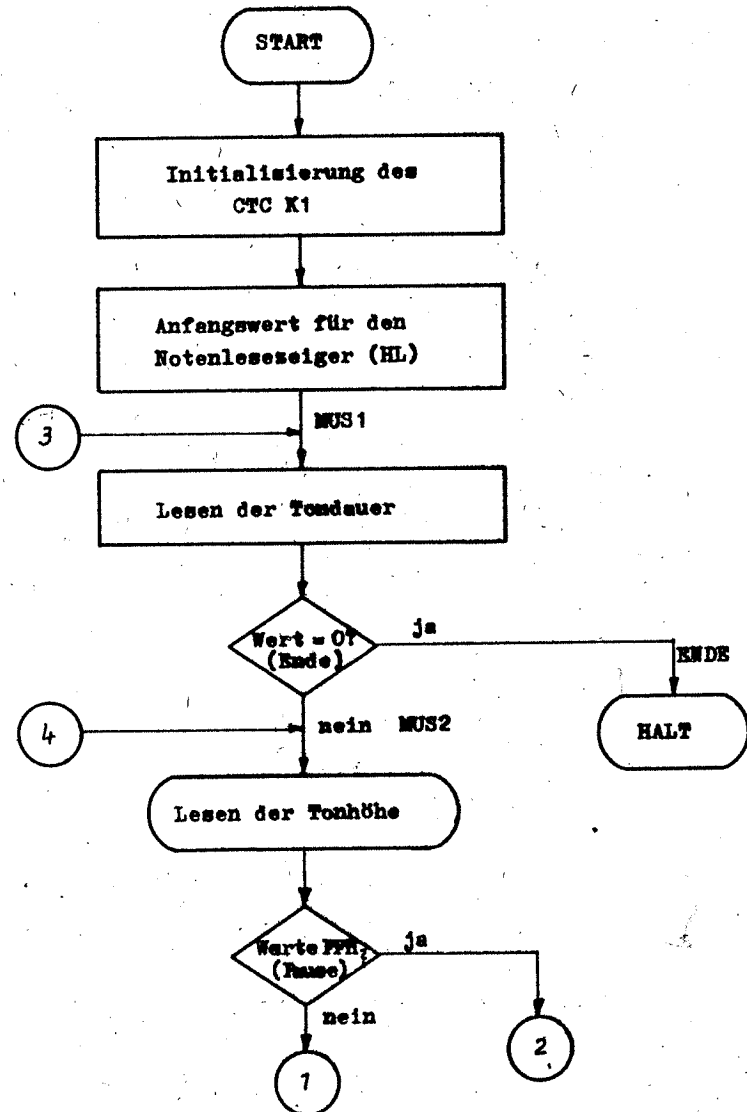 START
Initialisierung des
CTC K1
Anfangswert für den
Notenlesezeiger (HL)
MUS1
3
Lesen der Tondauer
Wert = 0?
(Ende)
ja
ENDE
4
nein MUS2
HALT
Lesen der Tonhöhe
(Pause)
ja
nein
2
1